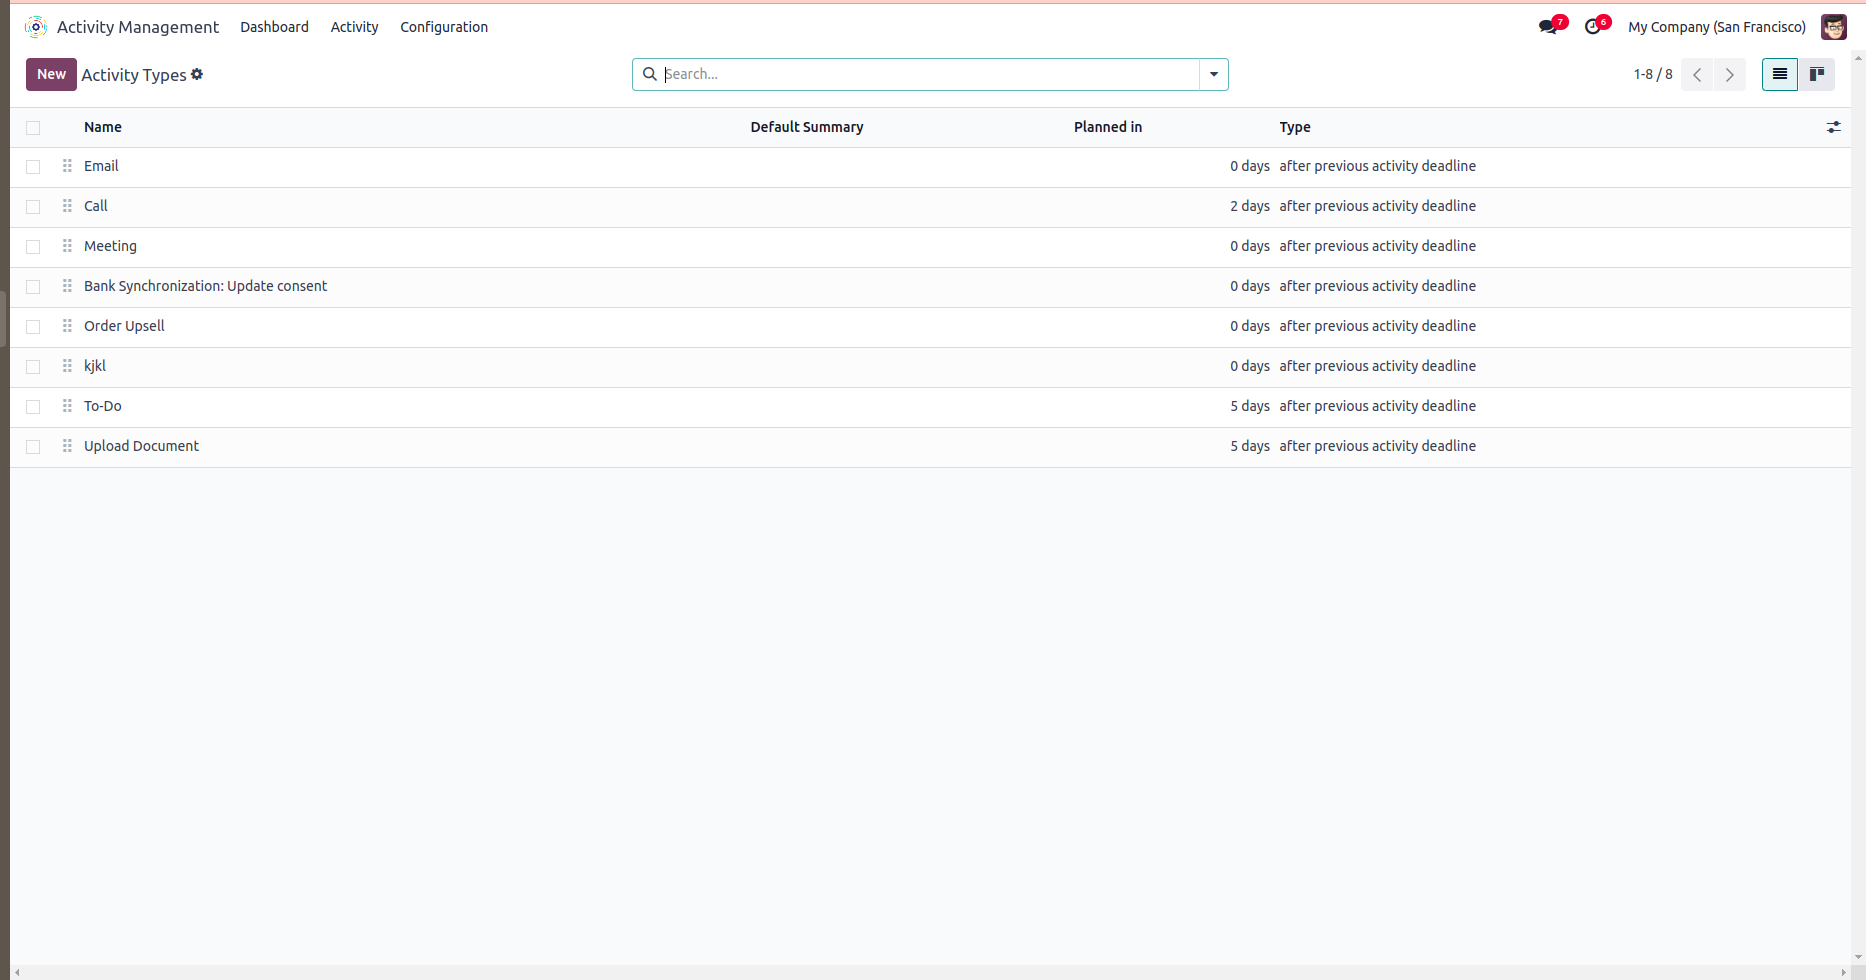 Activity Management Dashboard Activity Configuration 7 6 My Company (San Francisco)
New Activity Types Search... 1-8 / 8
Name Default Summary Planned in Type
Email 0 days after previous activity deadline
Call 2 days after previous activity deadline
Meeting 0 days after previous activity deadline
Bank Synchronization: Update consent 0 days after previous activity deadline
Order Upsell 0 days after previous activity deadline
kjkl 0 days after previous activity deadline
To-Do 5 days after previous activity deadline
Upload Document 5 days after previous activity deadline